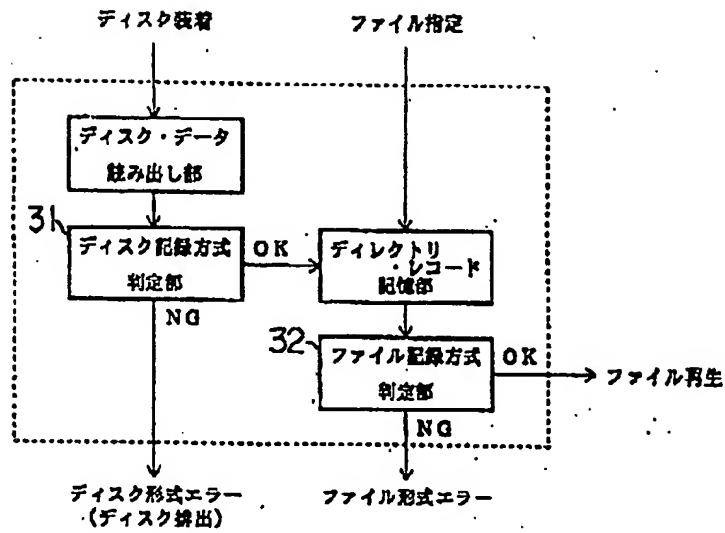 ディスク装着
ファイル指定
ディスク・データ
読み出し部
31
ディスク記録方式
判定部
OK
NG
ディレクトリ
・レコード
記憶部
32
ファイル記録方式
判定部
OK
NG
ファイル再生
ディスク形式エラー
(ディスク排出)
ファイル形式エラー